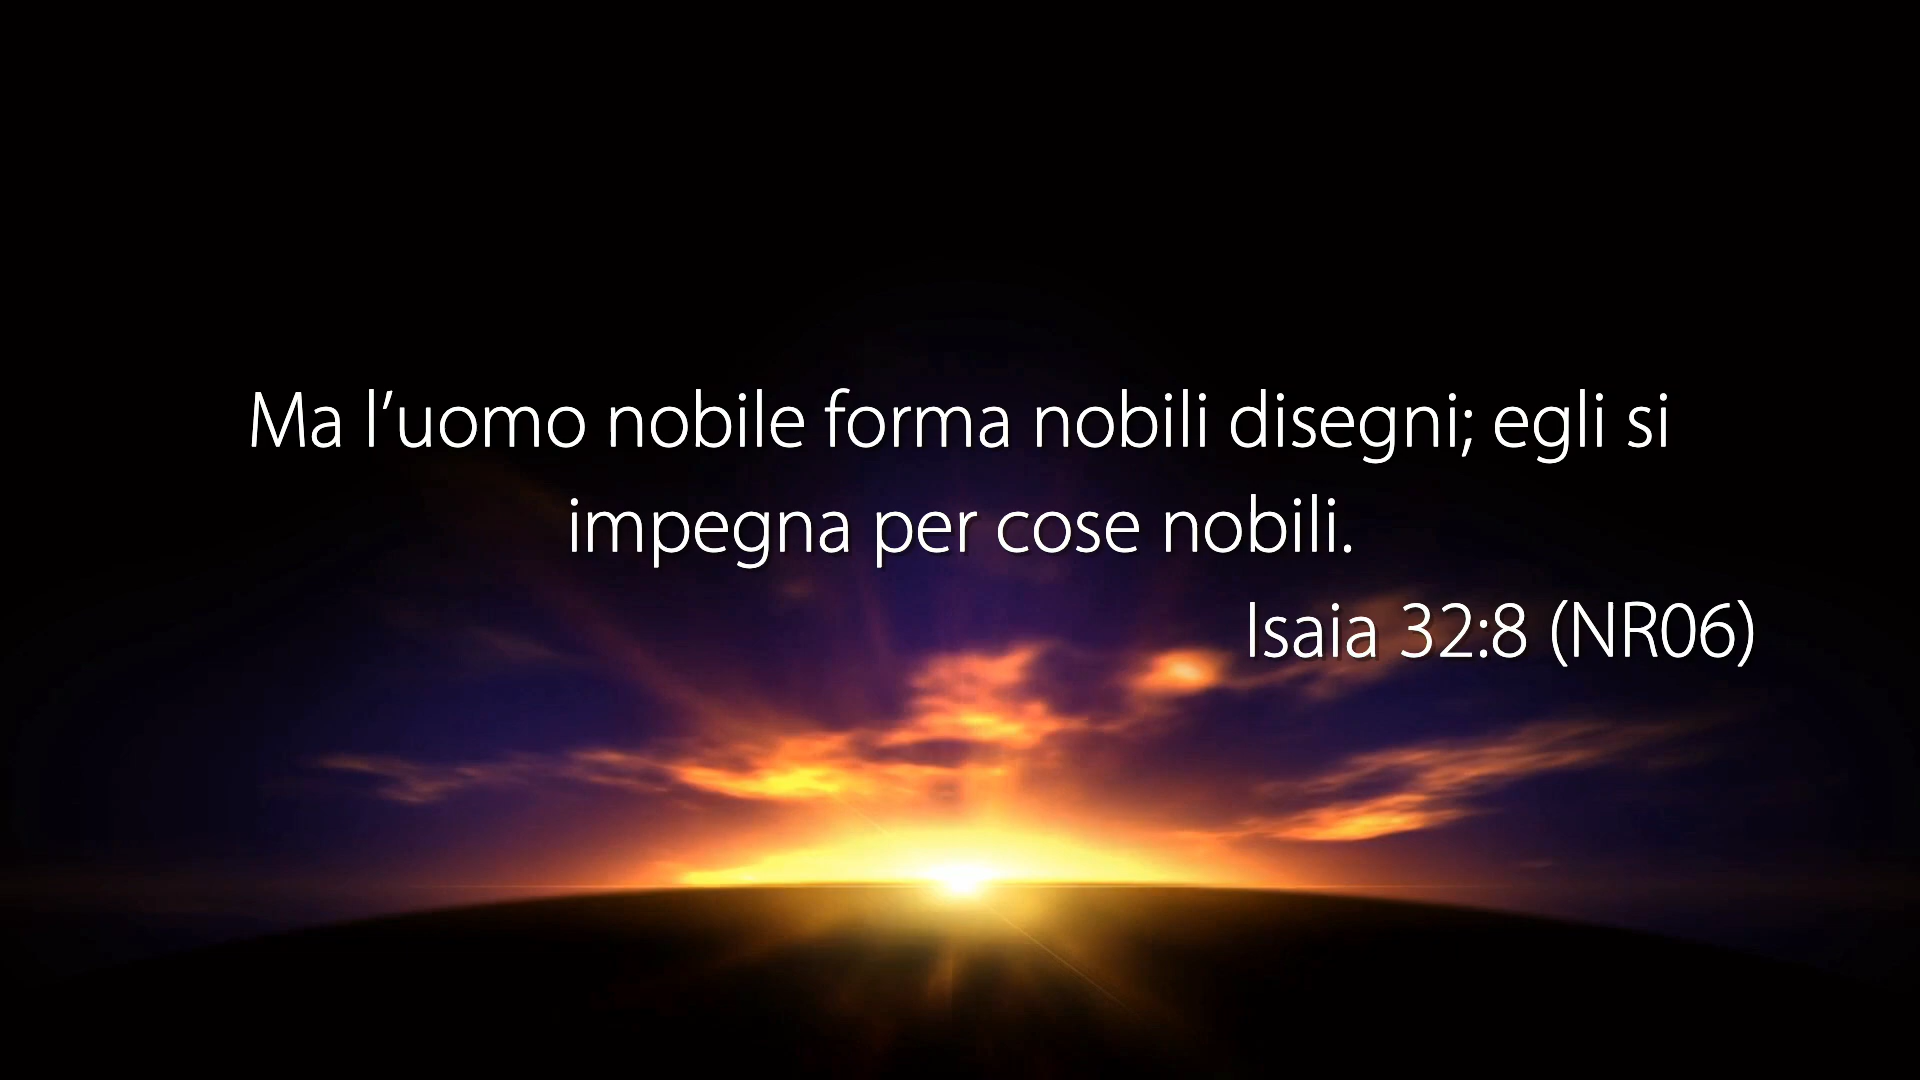 Ma l’uomo nobile forma nobili disegni; egli si
impegna per cose nobili.
Isaia 32:8 (NR06)